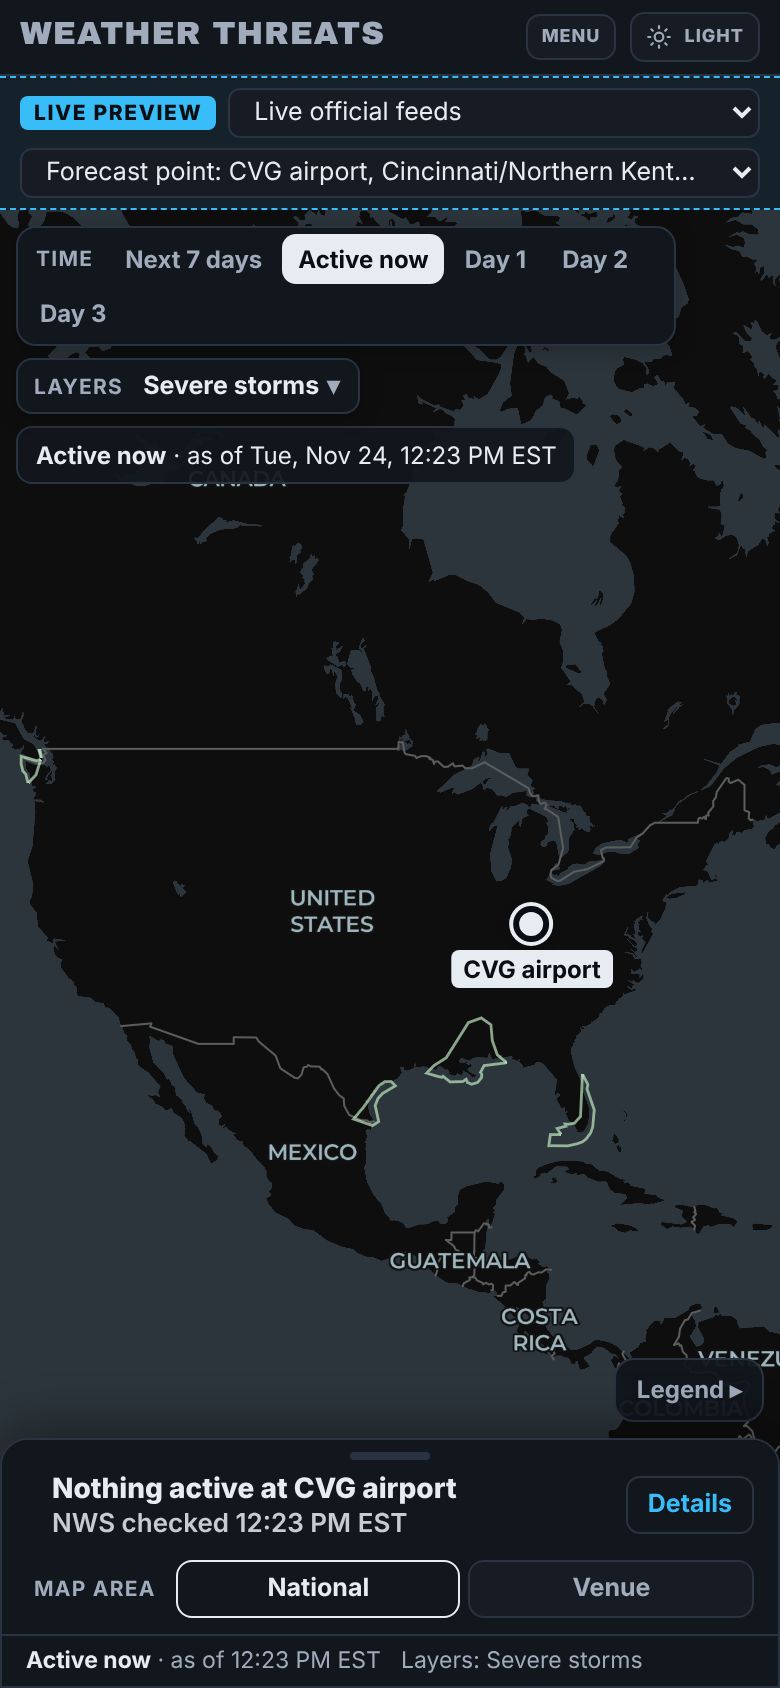 WEATHER THREATS
MENU
LIGHT
LIVE PREVIEW
Live official feeds
Forecast point: CVG airport, Cincinnati/Northern Kent...
TIME Next 7 days Active now Day 1 Day 2
Day 3
LAYERS Severe storms ▾
Active now · as of Tue, Nov 24, 12:23 PM EST
CANADA
UNITED
STATES
CVG airport
MEXICO
GUATEMALA
COSTA
RICA
VENEZU
Legend ▸
COLOMBIA
Nothing active at CVG airport
NWS checked 12:23 PM EST
Details
MAP AREA National Venue
Active now · as of 12:23 PM EST Layers: Severe storms